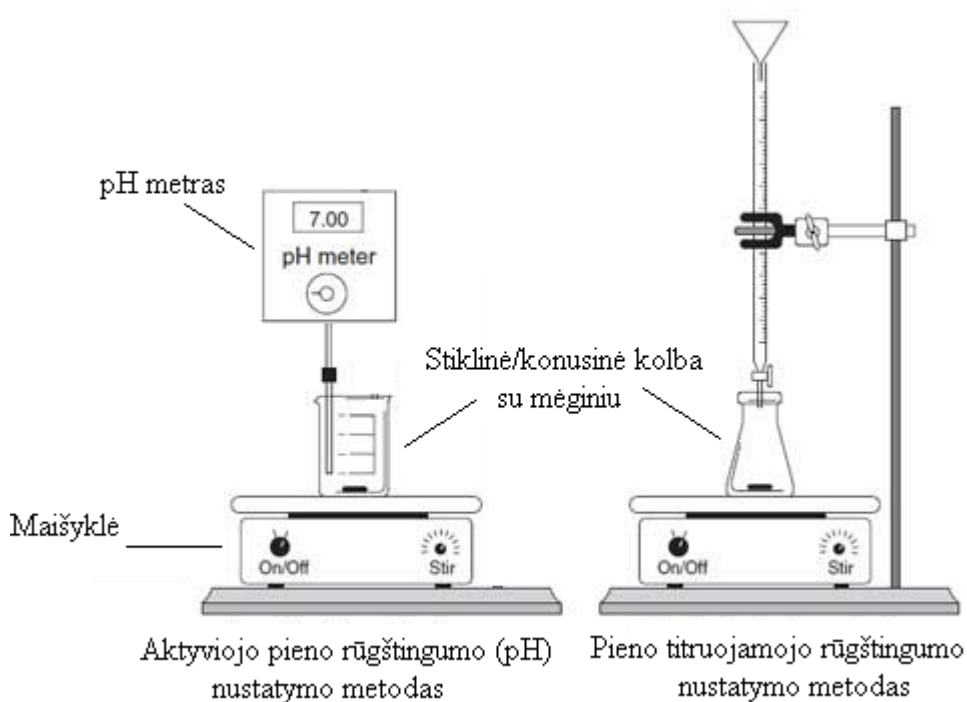 pH metras
7.00
pH meter
Stiklinė/konusinė kolba
su mėginiu
Maišyklė
On/Off
Stir
On/Off
Stir
Aktyviojo pieno rūgštingumo (pH)
nustatymo metodas
Pieno titruojamojo rūgštingumo
nustatymo metodas